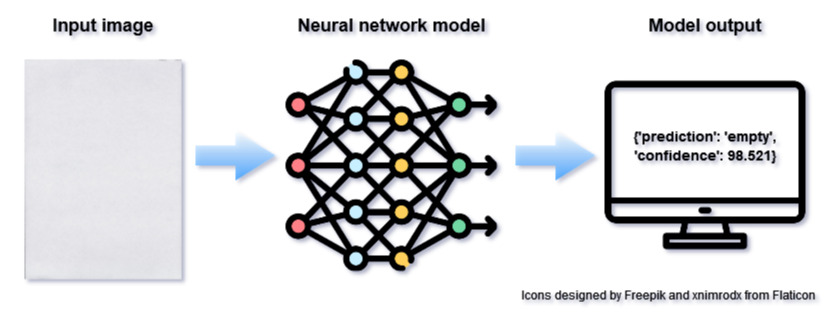 Input image
Neural network model
Model output
{'prediction': 'empty',
'confidence': 98.521}
Icons designed by Freepik and xnimrodx from Flaticon